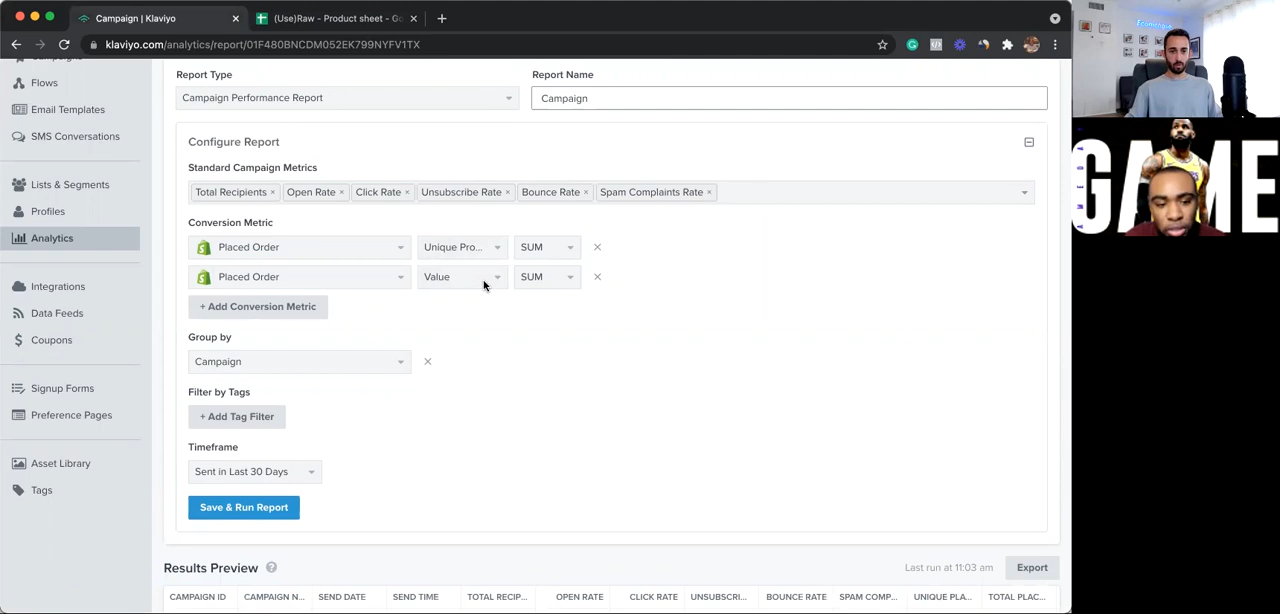 Campaign | Klaviyo
(Use)Raw - Product sheet - Go
klaviyo.com/analytics/report/01F480BNCDM052EK799NYFV1TX
Flows
Email Templates
SMS Conversations
Lists & Segments
Profiles
Analytics
Integrations
Data Feeds
Coupons
Signup Forms
Preference Pages
Asset Library
Tags
Report Type
Report Name
Campaign Performance Report
Campaign
Configure Report
Standard Campaign Metrics
Total Recipients × Open Rate × Click Rate × Unsubscribe Rate × Bounce Rate × Spam Complaints Rate ×
Conversion Metric
Placed Order Unique Pro... SUM
Placed Order Value SUM
+ Add Conversion Metric
Group by
Campaign
Filter by Tags
+ Add Tag Filter
Timeframe
Sent in Last 30 Days
Save & Run Report
Results Preview ?
Last run at 11:03 am
Export
CAMPAIGN ID CAMPAIGN N... SEND DATE SEND TIME TOTAL RECIP... OPEN RATE CLICK RATE UNSUBSCRI... BOUNCE RATE SPAM COMP... UNIQUE PLA... TOTAL PLAC...
GAME